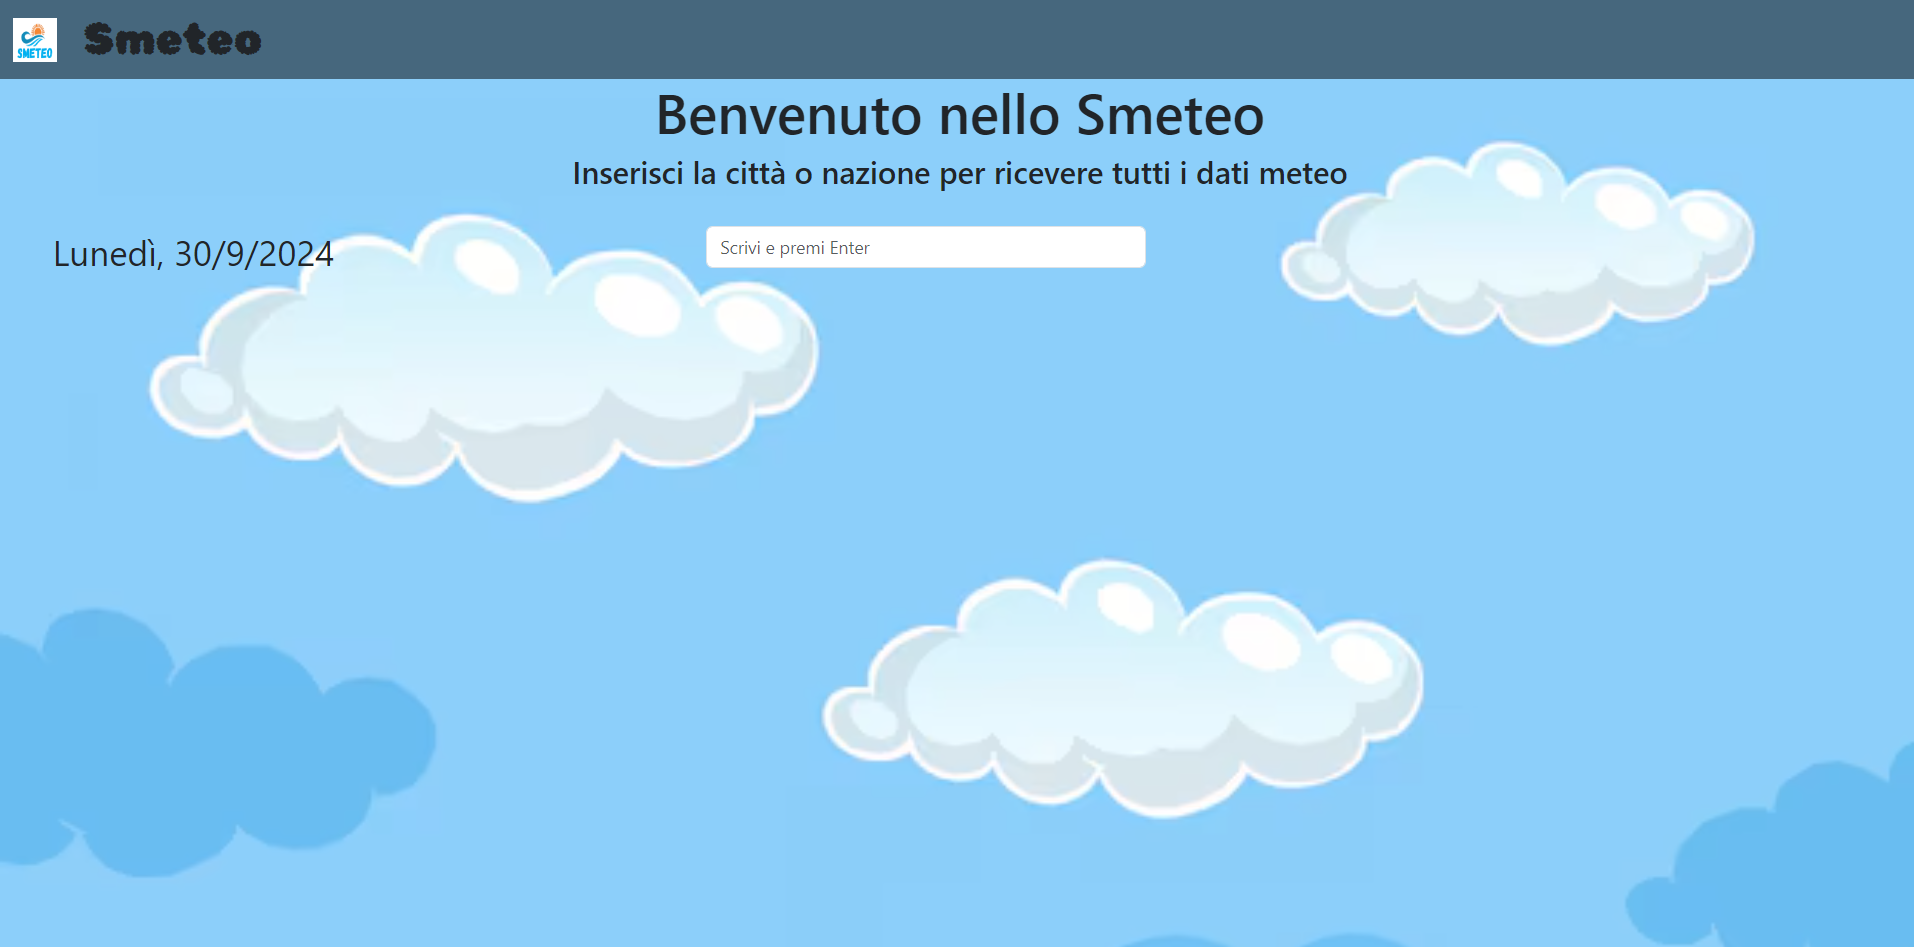 SMETEO
Smeteo
Benvenuto nello Smeteo
Inserisci la città o nazione per ricevere tutti i dati meteo
Lunedì, 30/9/2024
Scrivi e premi Enter